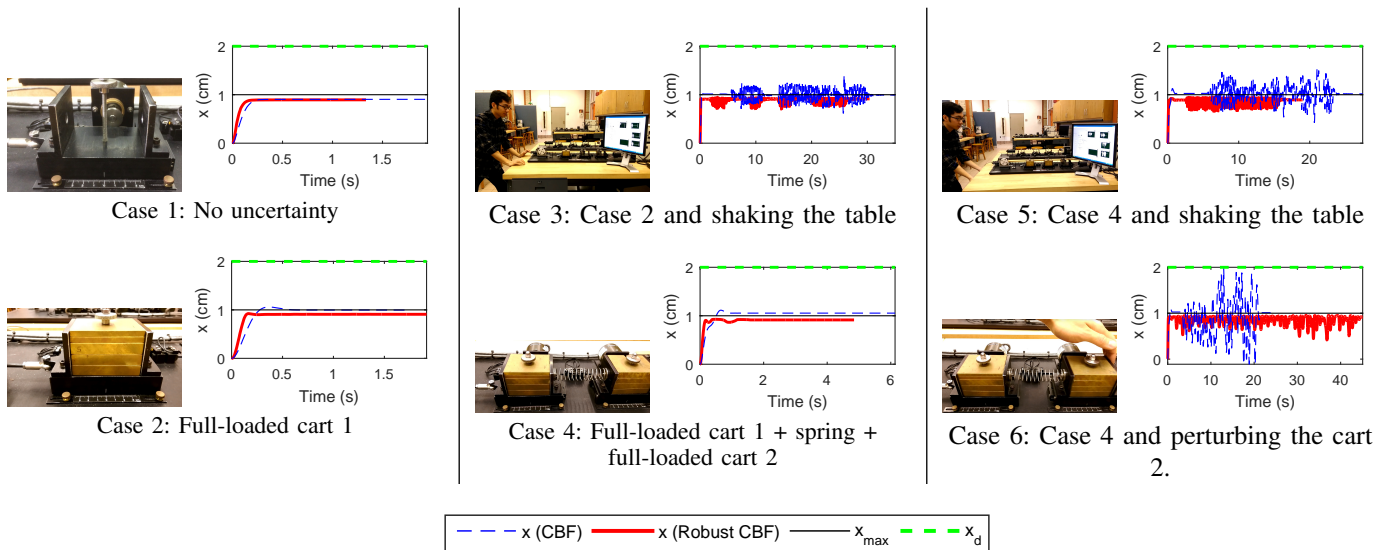 2
1
0
x (cm)
0 0.5 1 1.5
Time (s)
Case 1: No uncertainty
2
1
0
x (cm)
0 0.5 1 1.5
Time (s)
Case 2: Full-loaded cart 1
2
1
0
x (cm)
0 10 20 30
Time (s)
Case 3: Case 2 and shaking the table
2
1
0
x (cm)
0 2 4 6
Time (s)
Case 4: Full-loaded cart 1 + spring +
full-loaded cart 2
2
1
0
x (cm)
0 10 20
Time (s)
Case 5: Case 4 and shaking the table
2
1
0
x (cm)
0 10 20 30 40
Time (s)
Case 6: Case 4 and perturbing the cart
2.
x (CBF) x (Robust CBF) x_max x_d